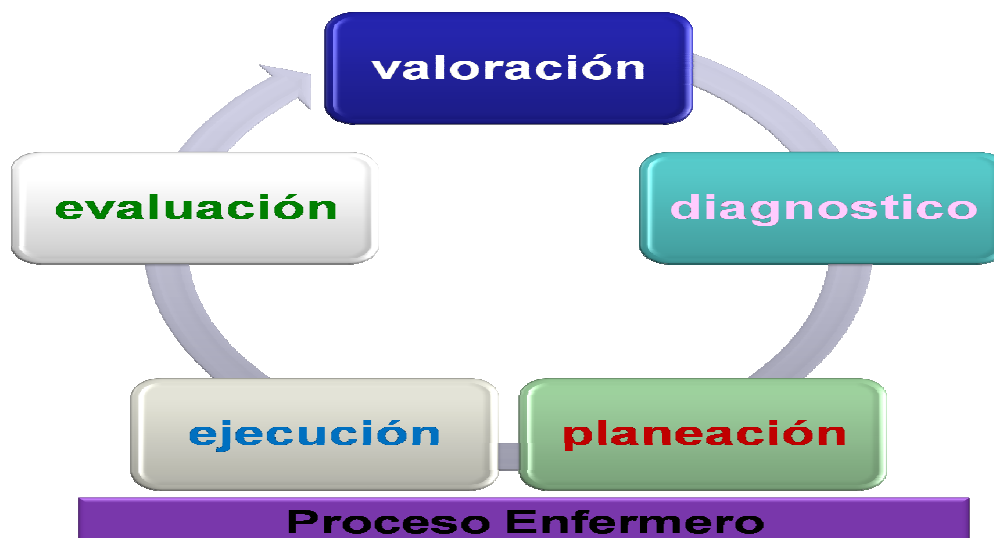 valoración
diagnostico
planeación
ejecución
evaluación
Proceso Enfermero